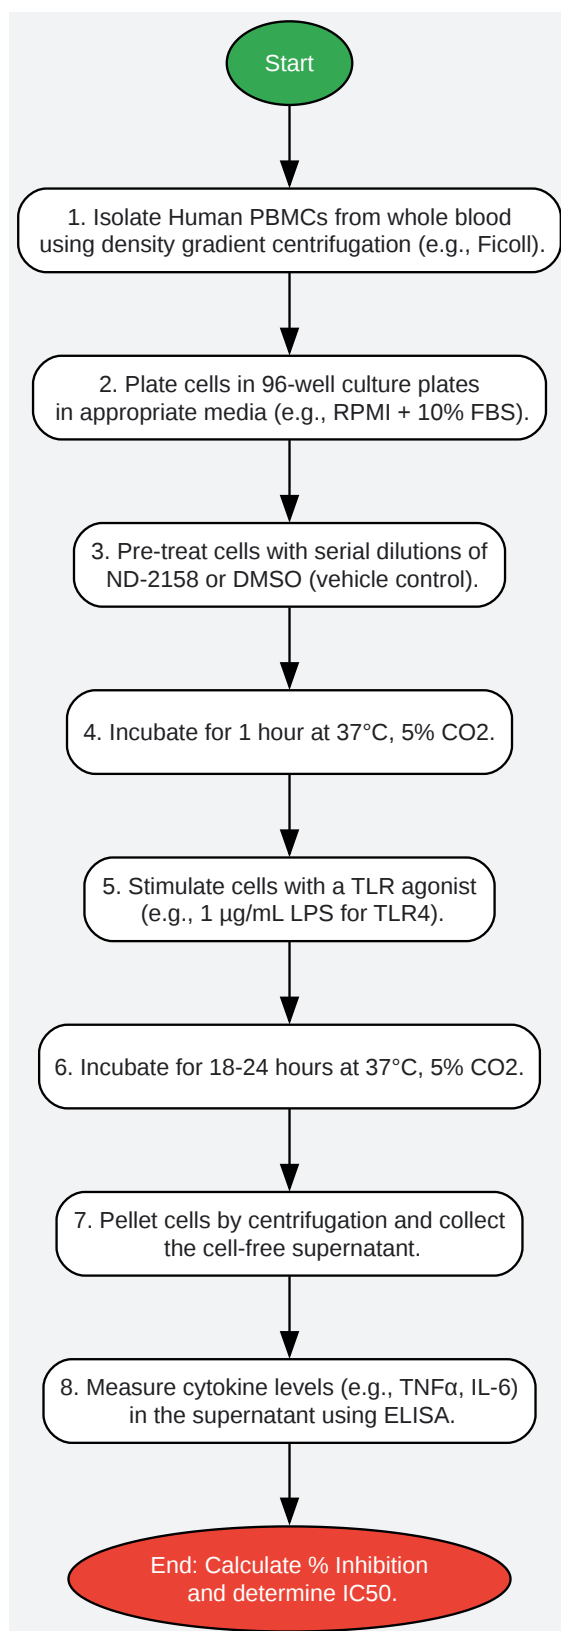 Start
1. Isolate Human PBMCs from whole blood
using density gradient centrifugation (e.g., Ficoll).
2. Plate cells in 96-well culture plates
in appropriate media (e.g., RPMI + 10% FBS).
3. Pre-treat cells with serial dilutions of
ND-2158 or DMSO (vehicle control).
4. Incubate for 1 hour at 37°C, 5% CO2.
5. Stimulate cells with a TLR agonist
(e.g., 1 µg/mL LPS for TLR4).
6. Incubate for 18-24 hours at 37°C, 5% CO2.
7. Pellet cells by centrifugation and collect
the cell-free supernatant.
8. Measure cytokine levels (e.g., TNFα, IL-6)
in the supernatant using ELISA.
End: Calculate % Inhibition
and determine IC50.